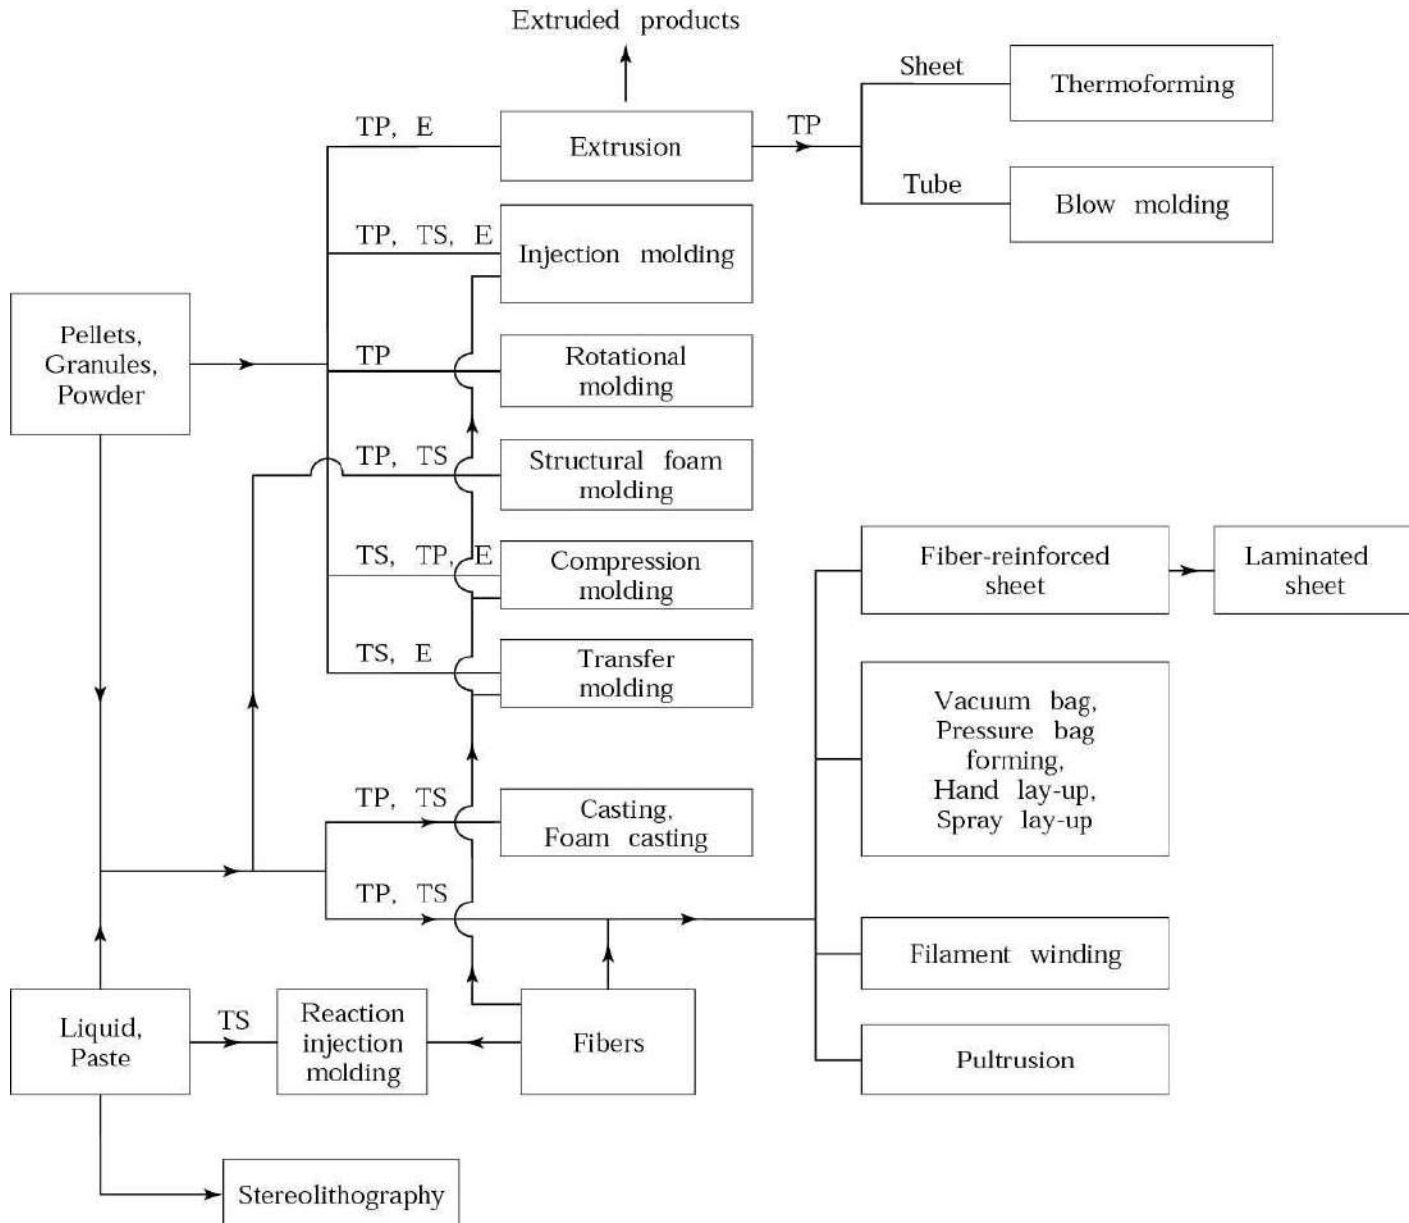 Extruded products
Sheet
Thermoforming
TP, E
Extrusion
TP
Tube
Blow molding
TP, TS, E
Injection molding
Pellets,
Granules,
Powder
TP
Rotational
molding
TP, TS
Structural foam
molding
TS, TP, E
Compression
molding
Fiber-reinforced
sheet
Laminated
sheet
TS, E
Transfer
molding
Vacuum bag,
Pressure bag
forming,
Hand lay-up,
Spray lay-up
TP, TS
Casting,
Foam casting
TP, TS
Filament winding
Liquid,
Paste
TS
Reaction
injection
molding
Fibers
Pultrusion
Stereolithography